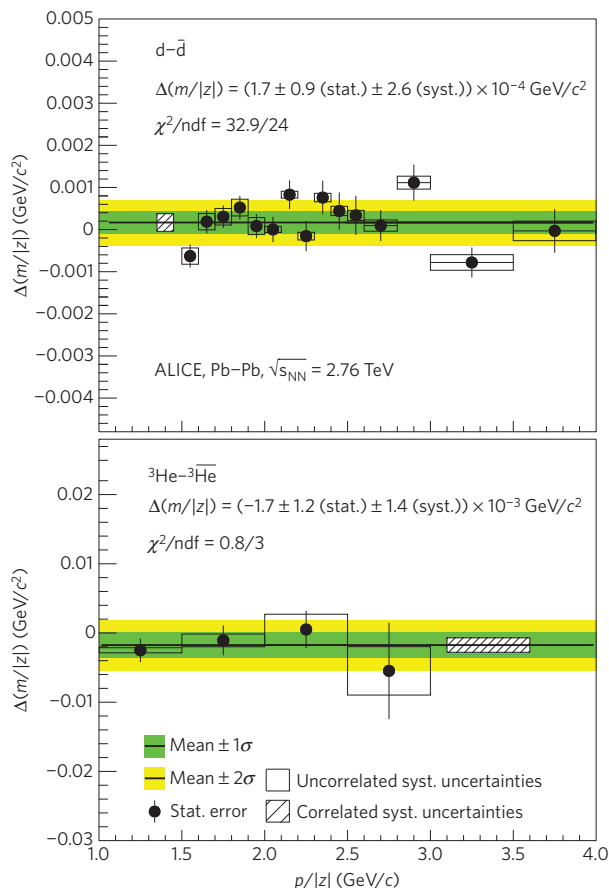 0.005
0.004
0.003
0.002
0.001
0
−0.001
−0.002
−0.003
−0.004
Δ(m/|z|) (GeV/c²)
d–d̄
Δ(m/|z|) = (1.7 ± 0.9 (stat.) ± 2.6 (syst.)) × 10⁻⁴ GeV/c²
χ²/ndf = 32.9/24
ALICE, Pb–Pb, √s_NN = 2.76 TeV
0.02
0.01
0
−0.01
−0.02
−0.03
Δ(m/|z|) (GeV/c²)
³He–³H̅e̅
Δ(m/|z|) = (−1.7 ± 1.2 (stat.) ± 1.4 (syst.)) × 10⁻³ GeV/c²
χ²/ndf = 0.8/3
Mean ± 1σ
Mean ± 2σ
Stat. error
Uncorrelated syst. uncertainties
Correlated syst. uncertainties
1.0 1.5 2.0 2.5 3.0 3.5 4.0
p/|z| (GeV/c)